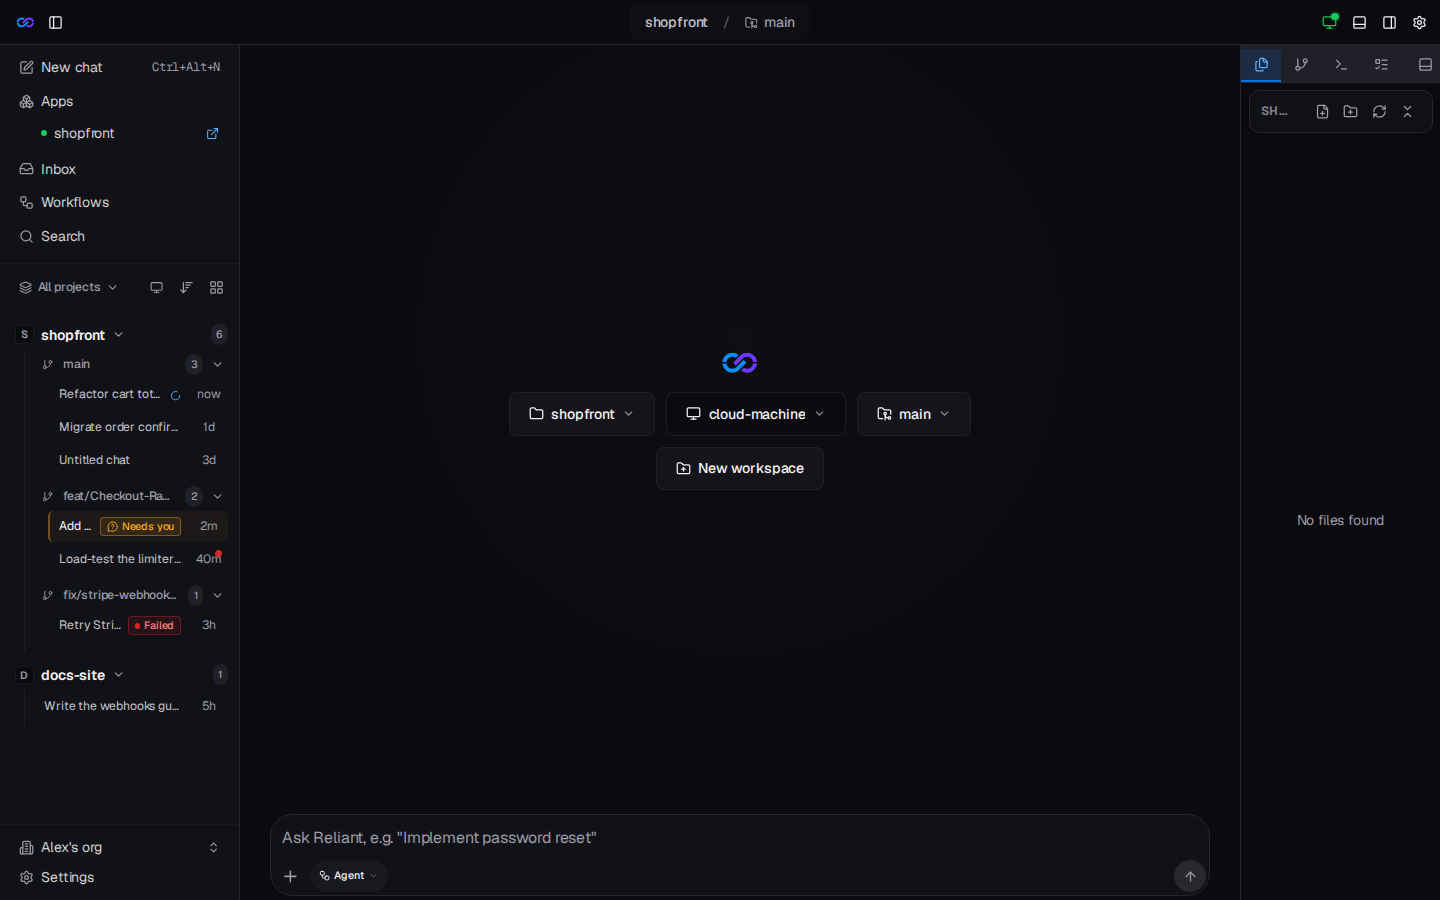 shopfront / main
New chat Ctrl+Alt+N
Apps
shopfront
Inbox
Workflows
Search
All projects
S shopfront 6
main 3
Refactor cart tot... now
Migrate order confir... 1d
Untitled chat 3d
feat/Checkout-Ra... 2
Add ... Needs you 2m
Load-test the limiter... 40m
fix/stripe-webhook... 1
Retry Stri... Failed 3h
D docs-site 1
Write the webhooks gu... 5h
Alex's org
Settings
shopfront cloud-machine main
New workspace
Ask Reliant, e.g. "Implement password reset"
Agent
SH...
No files found